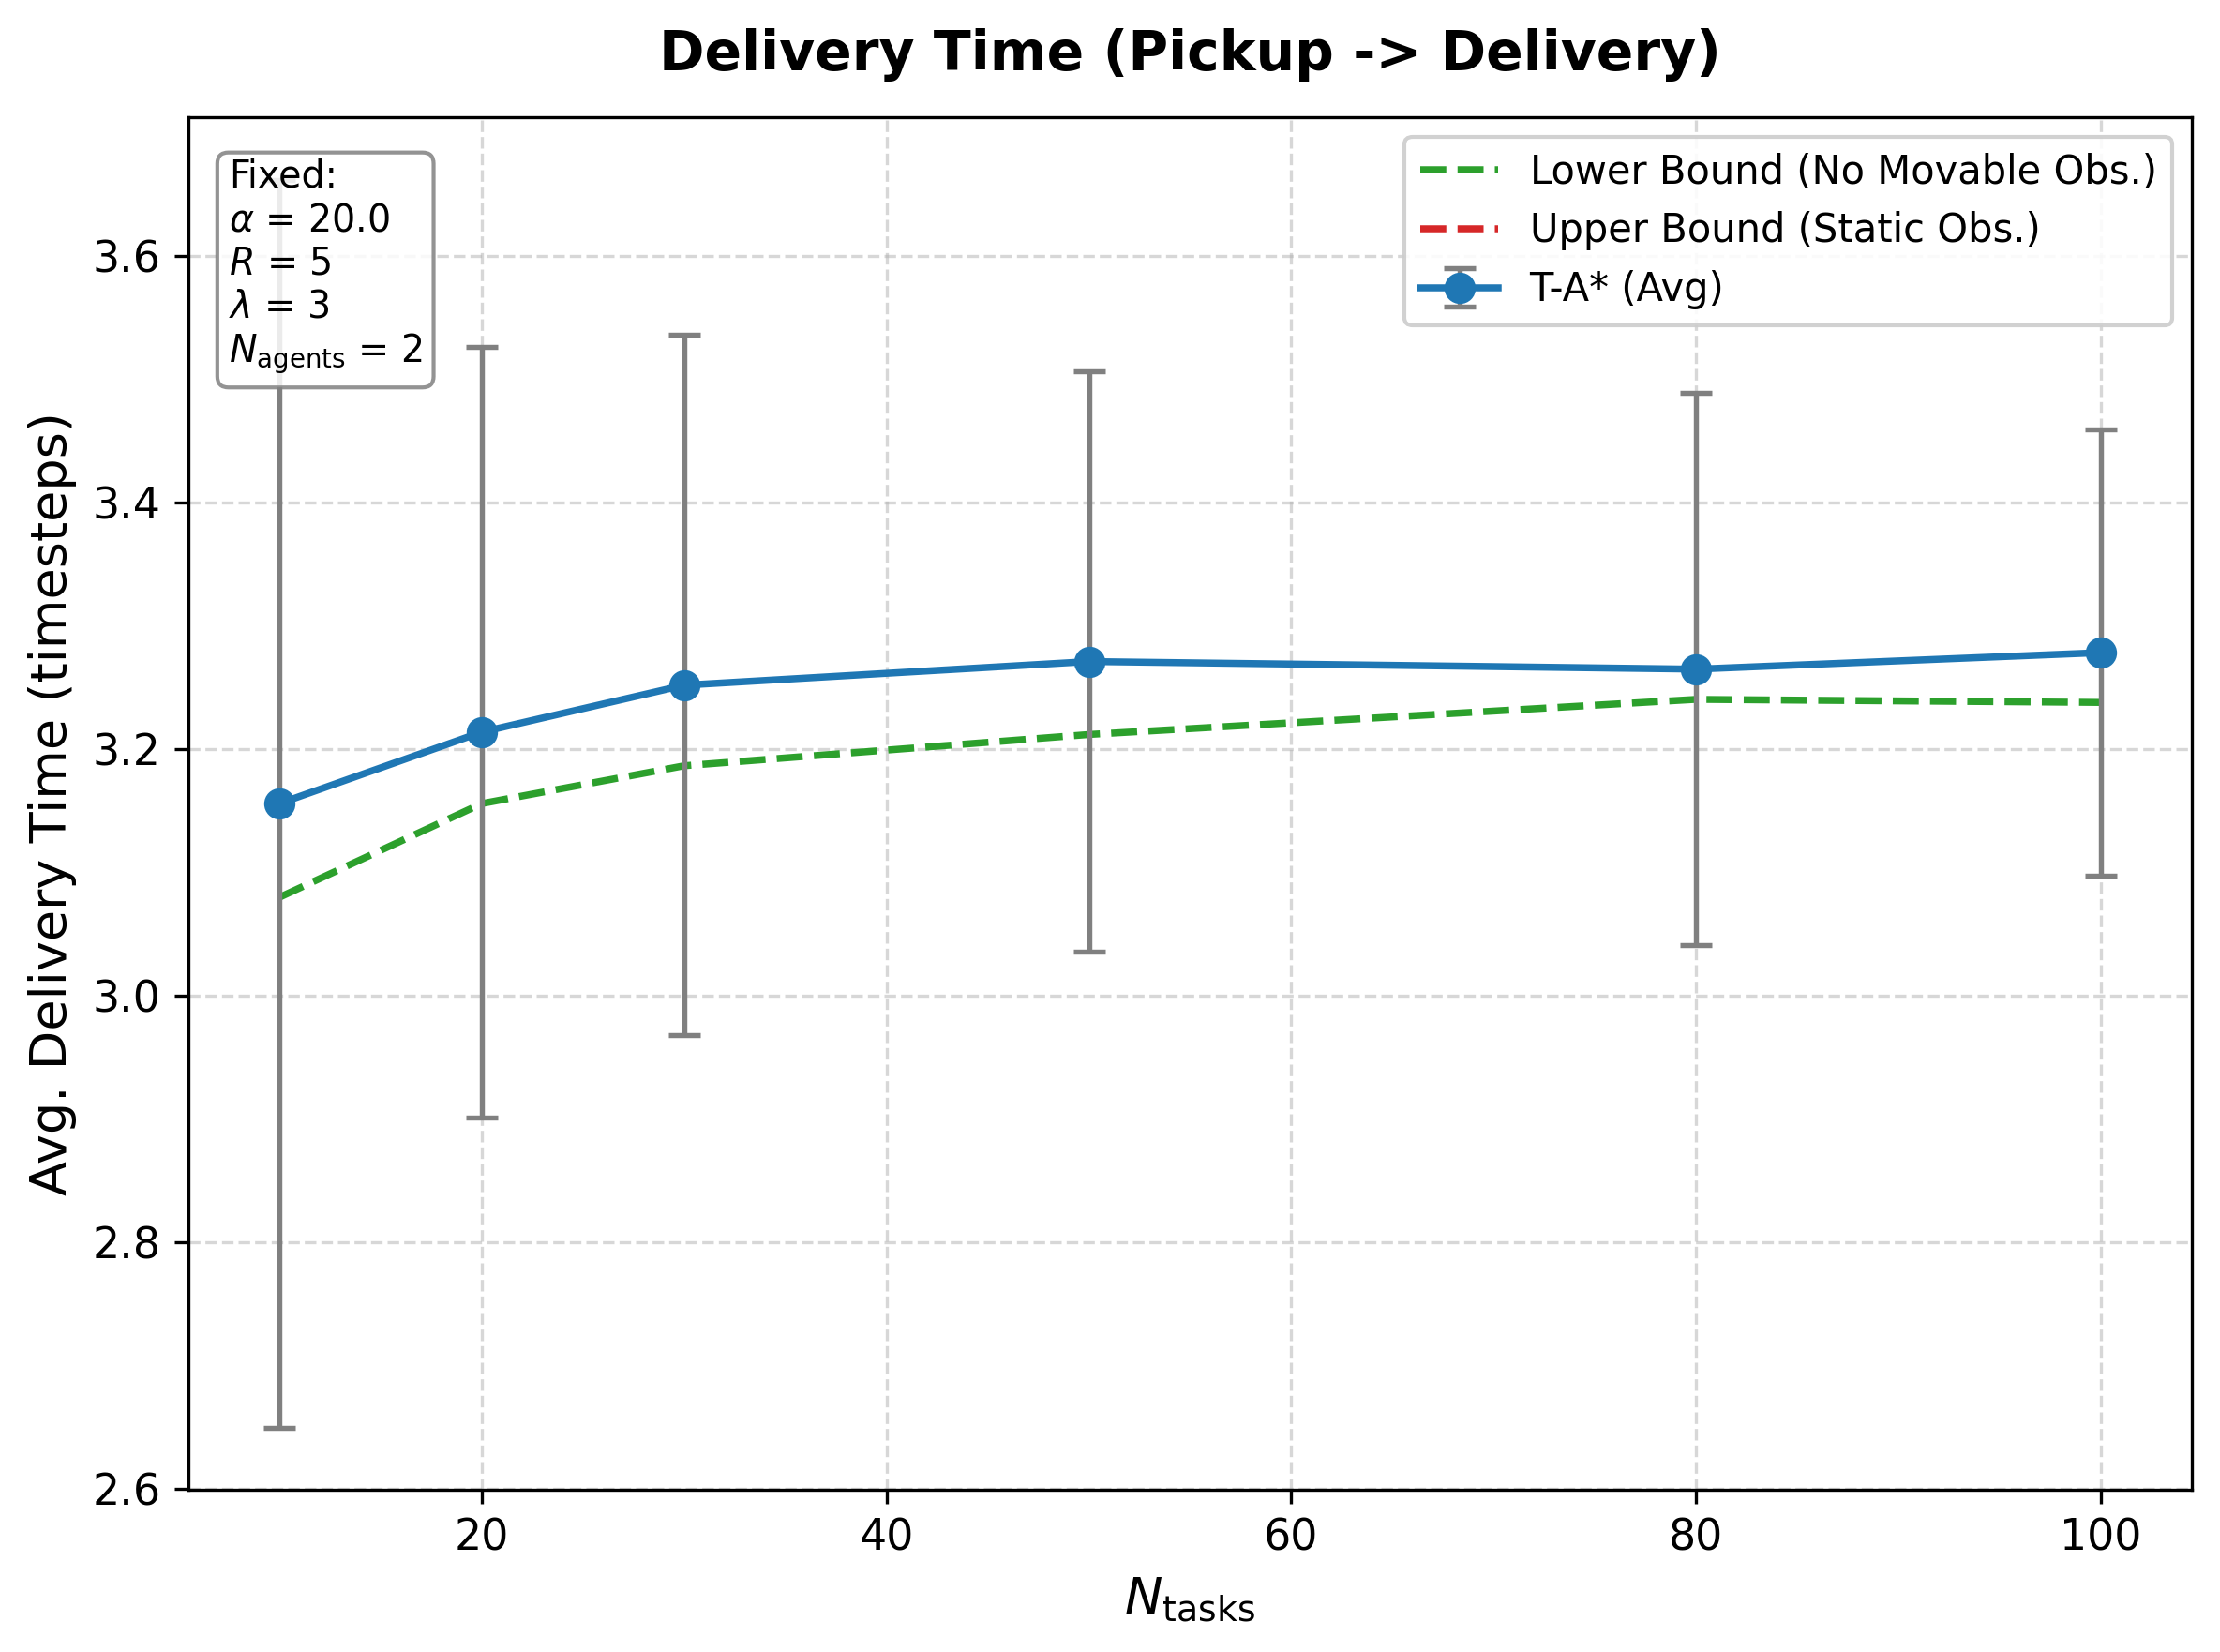 Delivery Time (Pickup -> Delivery)
Fixed:
α = 20.0
R = 5
λ = 3
N_agents = 2
Lower Bound (No Movable Obs.)
Upper Bound (Static Obs.)
T-A* (Avg)
Avg. Delivery Time (timesteps)
3.6
3.4
3.2
3.0
2.8
2.6
20 40 60 80 100
N_tasks